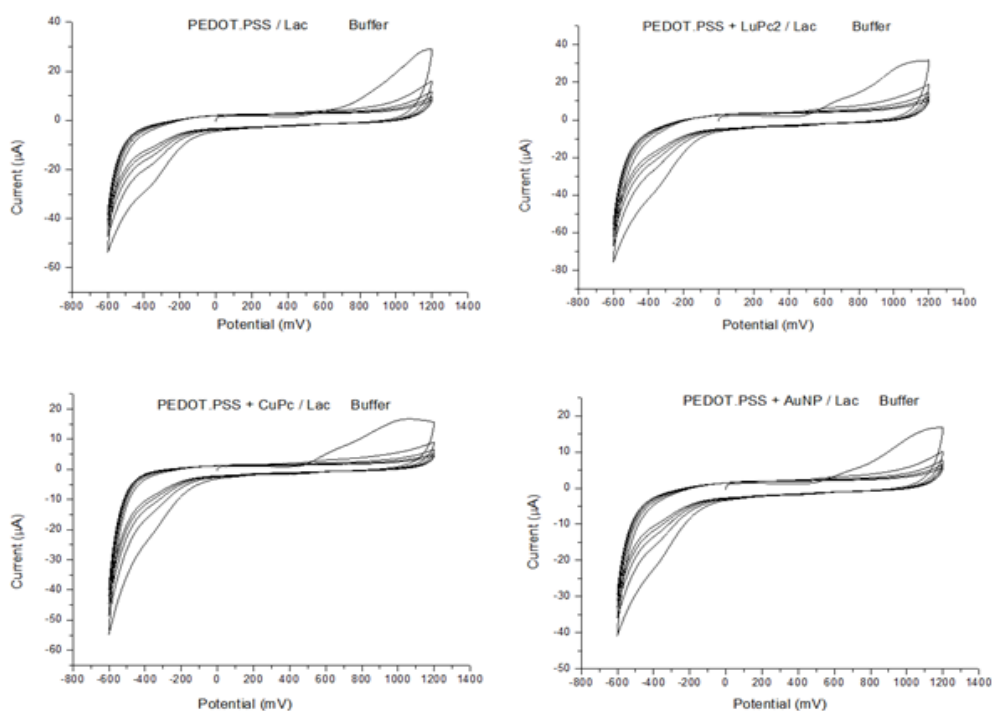 PEDOT.PSS / Lac Buffer
40
20
0
-20
-40
-60
Current (µA)
-800 -600 -400 -200 0 200 400 600 800 1000 1200 1400
Potential (mV)
PEDOT.PSS + LuPc2 / Lac Buffer
40
20
0
-20
-40
-60
-80
Current (µA)
-800 -600 -400 -200 0 200 400 600 800 1000 1200 1400
Potential (mV)
PEDOT.PSS + CuPc / Lac Buffer
20
10
0
-10
-20
-30
-40
-50
-60
Current (µA)
-800 -600 -400 -200 0 200 400 600 800 1000 1200 1400
Potential (mV)
PEDOT.PSS + AuNP / Lac Buffer
20
10
0
-10
-20
-30
-40
-50
Current (µA)
-800 -600 -400 -200 0 200 400 600 800 1000 1200 1400
Potential (mV)